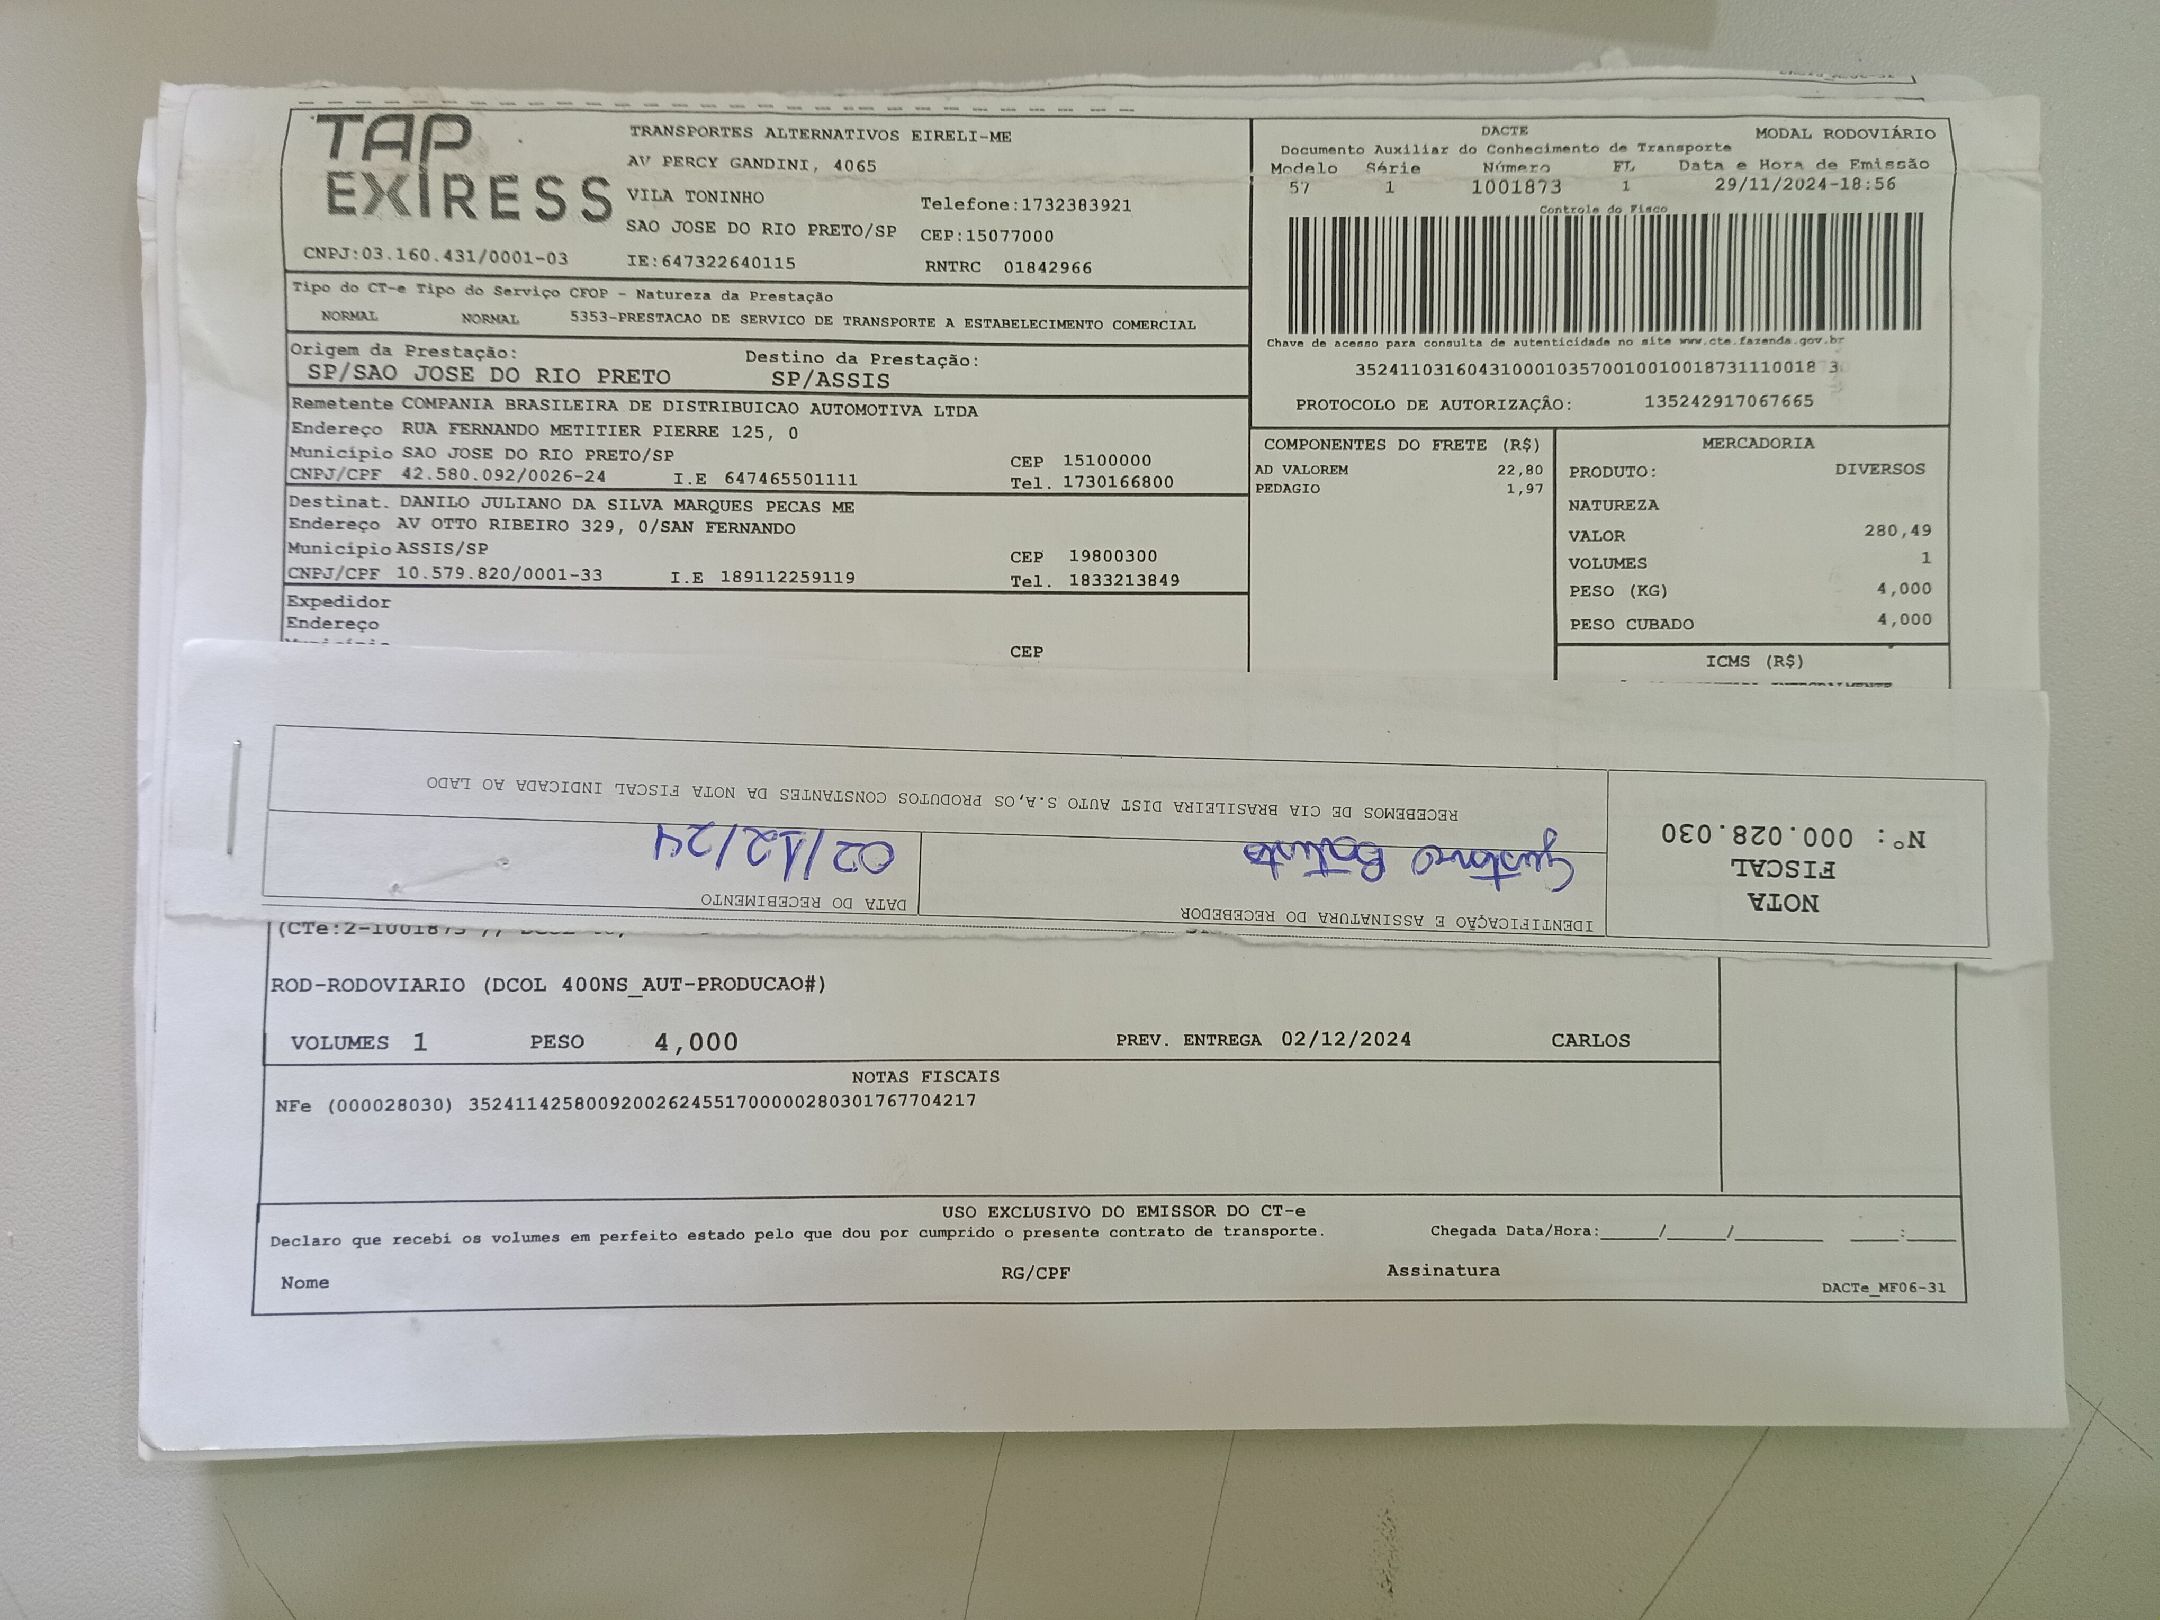 TAP
EXPRESS
TRANSPORTES ALTERNATIVOS EIRELI-ME
AV PERCY GANDINI, 4065
VILA TONINHO
Telefone:1732383921
SAO JOSE DO RIO PRETO/SP
CEP:15077000
CNPJ:03.160.431/0001-03
IE:647322640115
RNTRC 01842966
DACTE
MODAL RODOVIÁRIO
Documento Auxiliar do Conhecimento de Transporte
Modelo Série Número FL Data e Hora de Emissão
57 1 1001873 1 29/11/2024-18:56
Controle do Fisco
Chave de acesso para consulta de autenticidade no site www.cte.fazenda.gov.br
PROTOCOLO DE AUTORIZAÇÂO: 135242917067665
Tipo do CT-e Tipo do Serviço CFOP - Natureza da Prestação
NORMAL NORMAL 5353-PRESTACAO DE SERVICO DE TRANSPORTE A ESTABELECIMENTO COMERCIAL
Origem da Prestação: Destino da Prestação:
SP/SAO JOSE DO RIO PRETO SP/ASSIS
Remetente COMPANIA BRASILEIRA DE DISTRIBUICAO AUTOMOTIVA LTDA
Endereço RUA FERNANDO METITIER PIERRE 125, 0
Município SAO JOSE DO RIO PRETO/SP CEP 15100000
CNPJ/CPF 42.580.092/0026-24 I.E 647465501111 Tel. 1730166800
Destinat. DANILO JULIANO DA SILVA MARQUES PECAS ME
Endereço AV OTTO RIBEIRO 329, 0/SAN FERNANDO
Município ASSIS/SP CEP 19800300
CNPJ/CPF 10.579.820/0001-33 I.E 189112259119 Tel. 1833213849
Expedidor
Endereço
CEP
COMPONENTES DO FRETE (R$)
AD VALOREM 22,80
PEDAGIO 1,97
MERCADORIA
PRODUTO: DIVERSOS
NATUREZA
VALOR 280,49
VOLUMES 1
PESO (KG) 4,000
PESO CUBADO 4,000
ICMS (R$)
RECEBEMOS DE CIA BRASILEIRA DIST AUTO S.A,OS PRODUTOS CONSTANTES DA NOTA FISCAL INDICADA AO LADO
DATA DO RECEBIMENTO
02/12/24
IDENTIFICAÇÃO E ASSINATURA DO RECEBEDOR
Gustavo Batista
NOTA
FISCAL
Nº: 000.028.030
ROD-RODOVIARIO (DCOL 400NS_AUT-PRODUCAO#)
VOLUMES 1 PESO 4,000 PREV. ENTREGA 02/12/2024 CARLOS
NOTAS FISCAIS
NFe (000028030) 35241142580092002624551700000280301767704217
USO EXCLUSIVO DO EMISSOR DO CT-e
Declaro que recebi os volumes em perfeito estado pelo que dou por cumprido o presente contrato de transporte. Chegada Data/Hora:_____/_____/________ ____:____
Nome RG/CPF Assinatura
DACTe_MF06-31